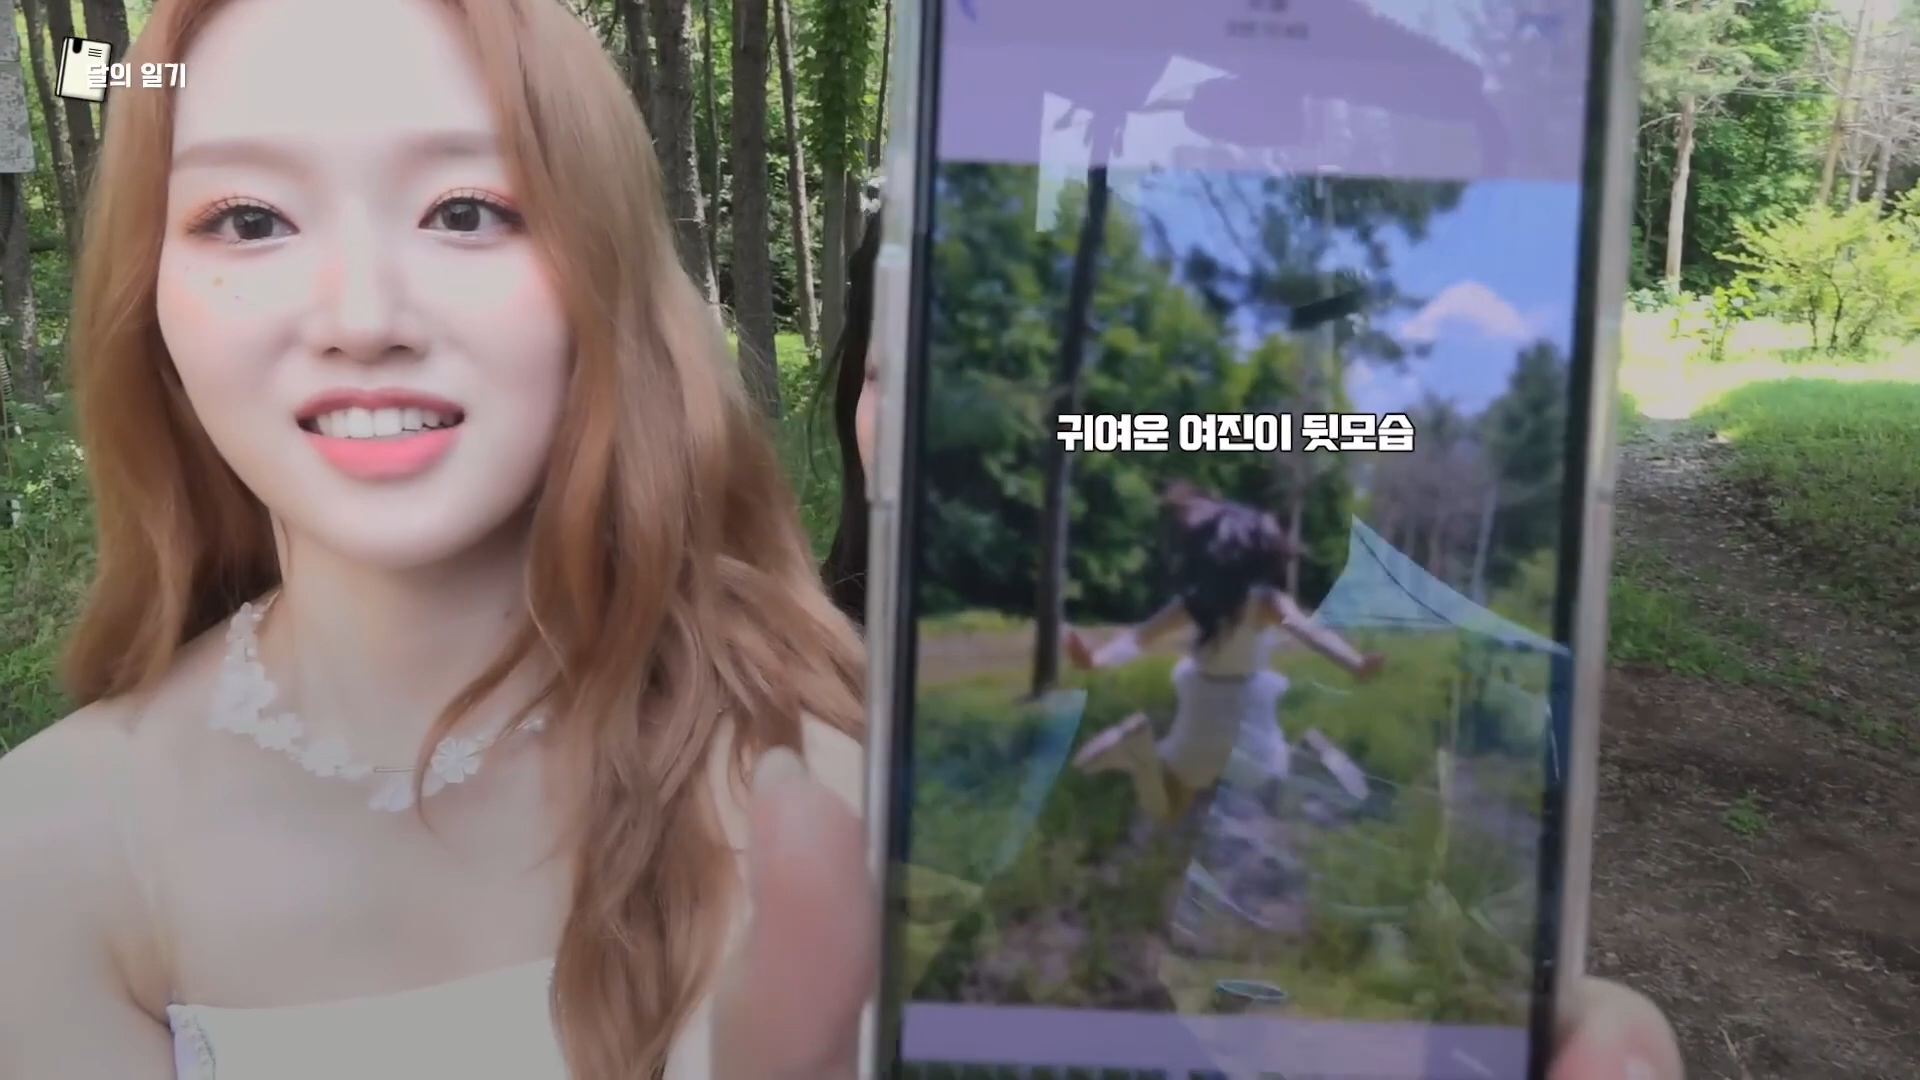 달의 일기
귀여운 여진이 뒷모습